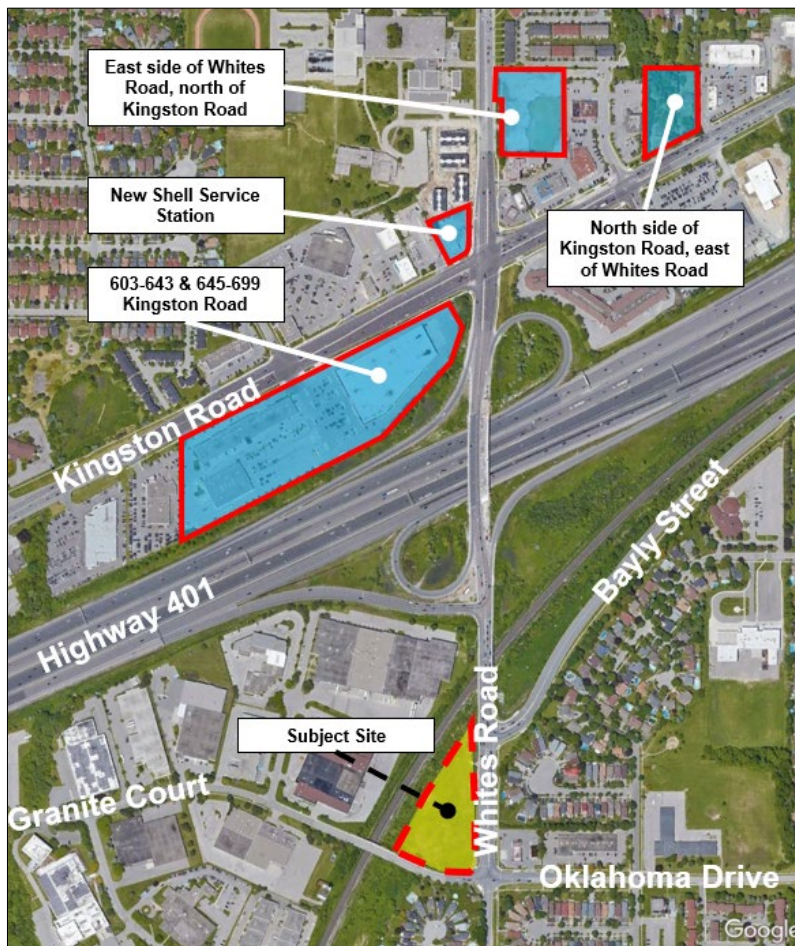 East side of Whites
Road, north of
Kingston Road
New Shell Service
Station
North side of
Kingston Road, east
of Whites Road
603-643 & 645-699
Kingston Road
Kingston Road
Highway 401
Bayly Street
Subject Site
Whites Road
Granite Court
Oklahoma Drive
Google